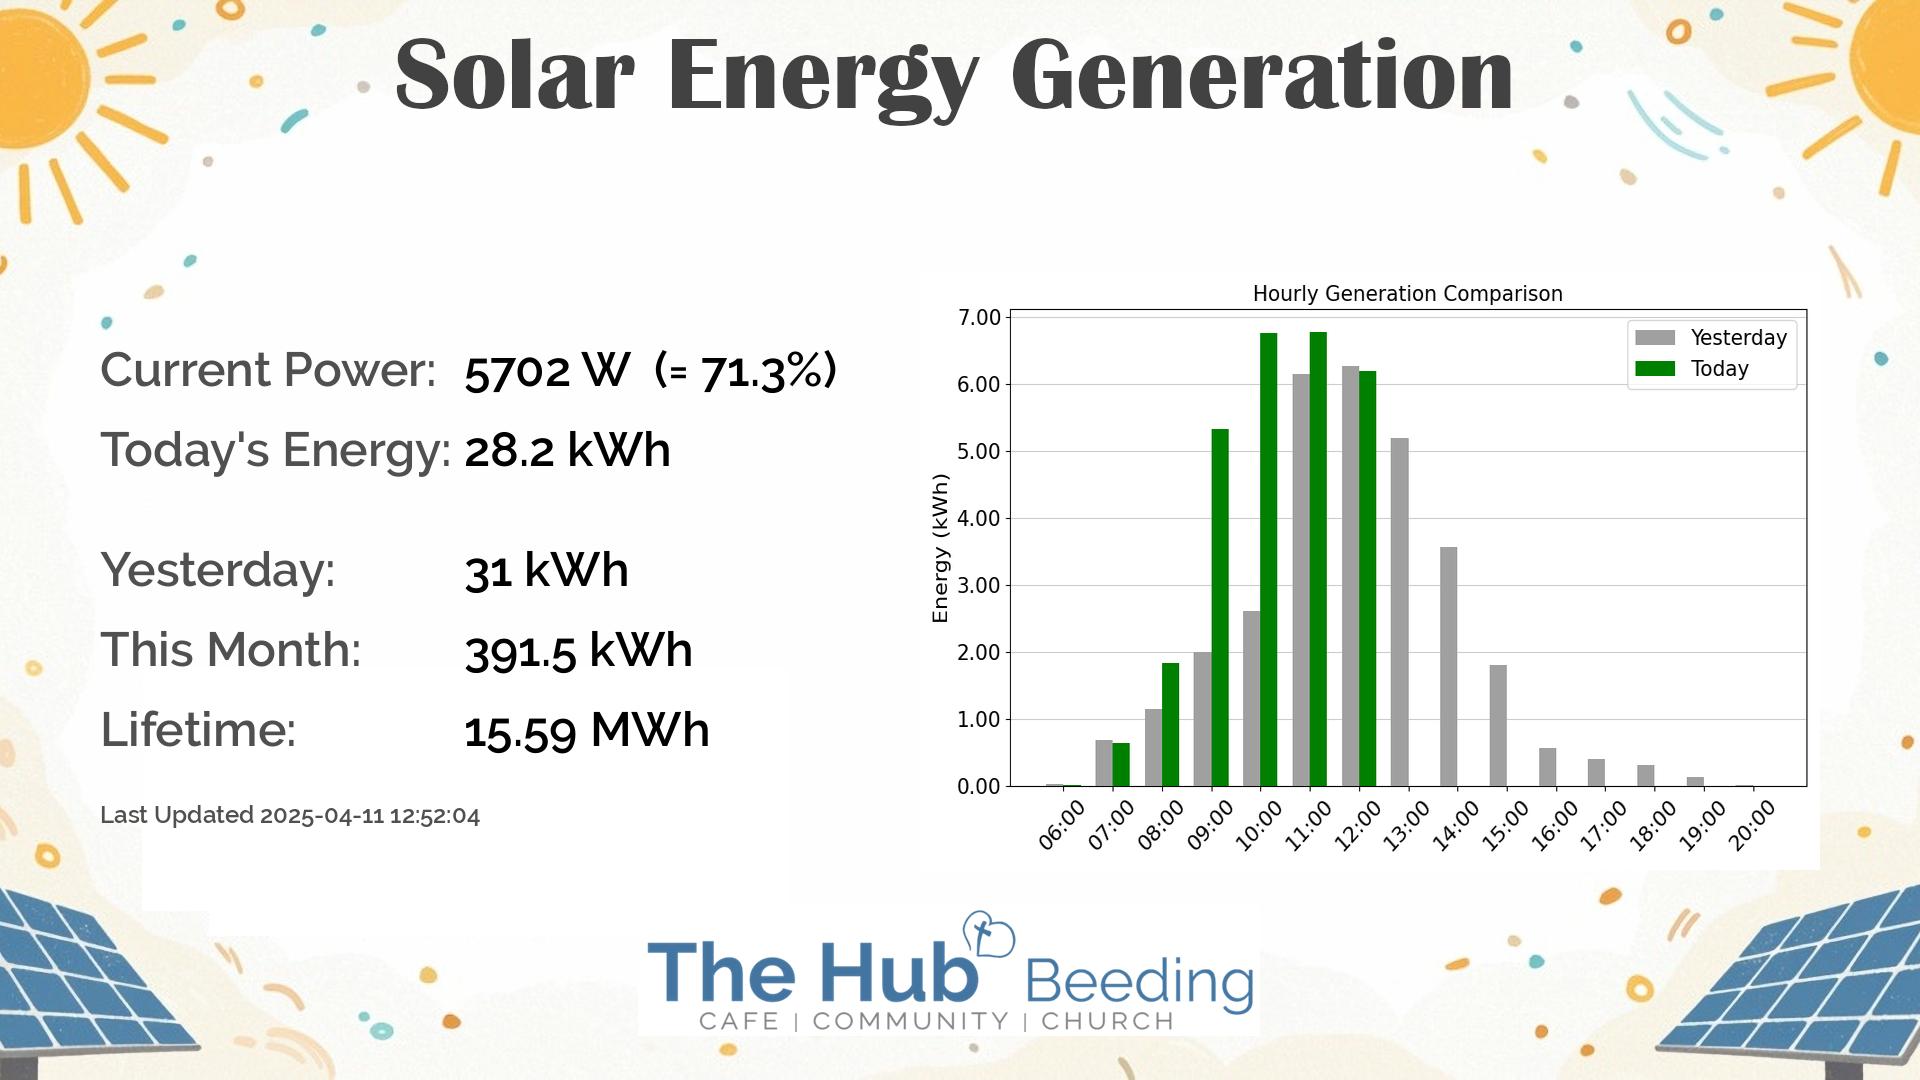 Solar Energy Generation
Current Power: 5702 W (= 71.3%)
Today's Energy: 28.2 kWh
Yesterday: 31 kWh
This Month: 391.5 kWh
Lifetime: 15.59 MWh
Last Updated 2025-04-11 12:52:04
Hourly Generation Comparison
Yesterday
Today
Energy (kWh)
7.00
6.00
5.00
4.00
3.00
2.00
1.00
0.00
06:00 07:00 08:00 09:00 10:00 11:00 12:00 13:00 14:00 15:00 16:00 17:00 18:00 19:00 20:00
The Hub Beeding
CAFE | COMMUNITY | CHURCH